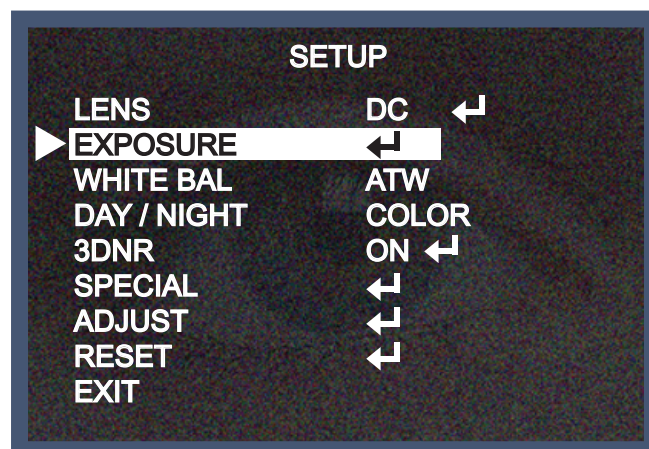 SETUP
LENS DC ↵
EXPOSURE ↵
WHITE BAL ATW
DAY / NIGHT COLOR
3DNR ON ↵
SPECIAL ↵
ADJUST ↵
RESET ↵
EXIT